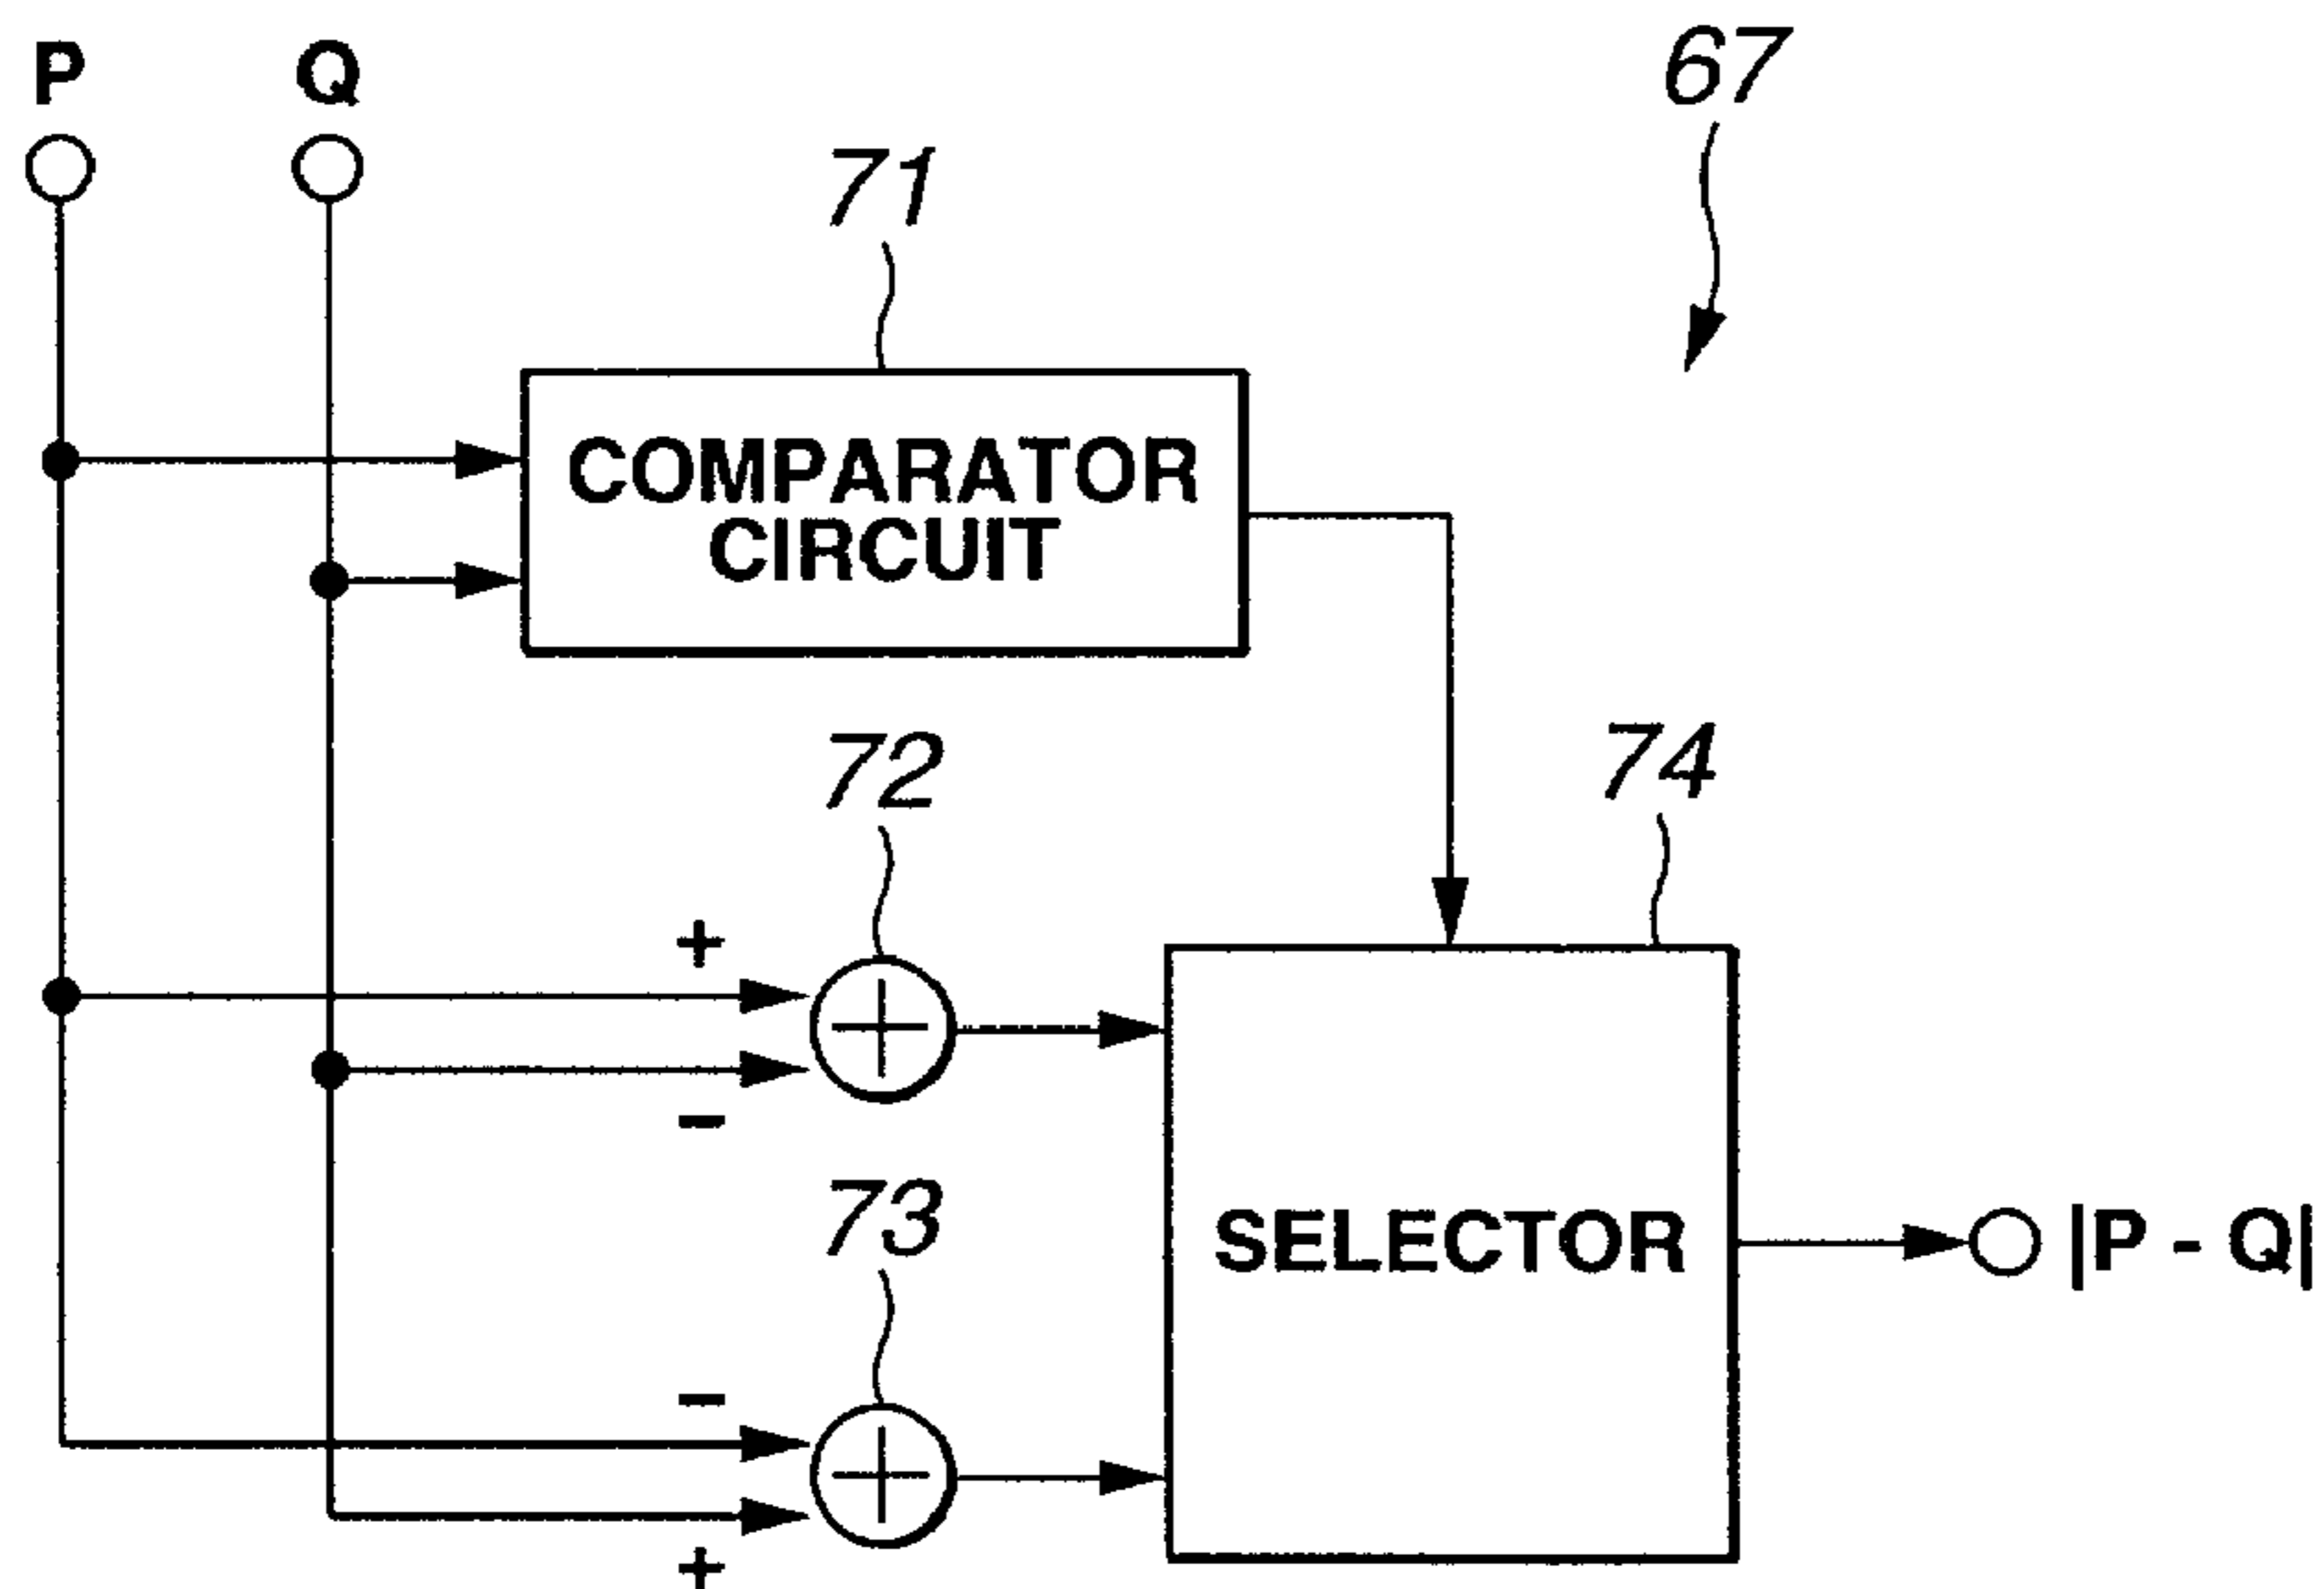 P
Q
67
71
COMPARATOR
CIRCUIT
72
74
+
-
73
SELECTOR
|P - Q|
-
+